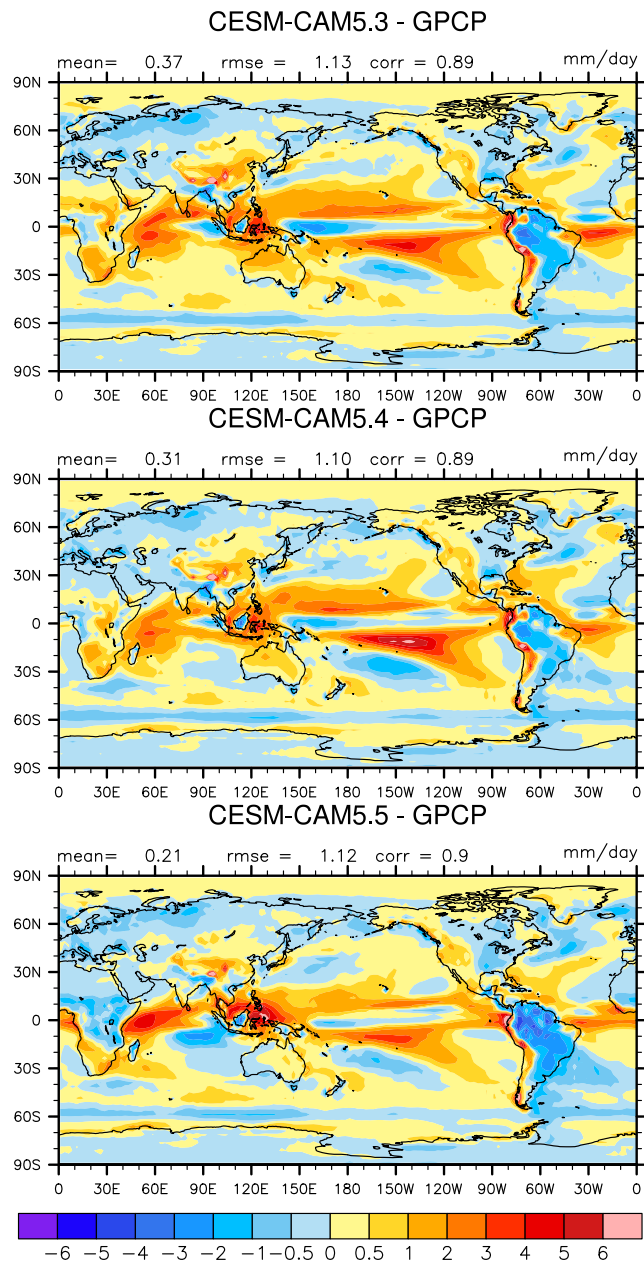 CESM-CAM5.3 - GPCP
mean= 0.37 rmse = 1.13 corr = 0.89 mm/day
90N
60N
30N
0
30S
60S
90S
0 30E 60E 90E 120E 150E 180 150W 120W 90W 60W 30W 0
CESM-CAM5.4 - GPCP
mean= 0.31 rmse = 1.10 corr = 0.89 mm/day
90N
60N
30N
0
30S
60S
90S
0 30E 60E 90E 120E 150E 180 150W 120W 90W 60W 30W 0
CESM-CAM5.5 - GPCP
mean= 0.21 rmse = 1.12 corr = 0.9 mm/day
90N
60N
30N
0
30S
60S
90S
0 30E 60E 90E 120E 150E 180 150W 120W 90W 60W 30W 0
-6 -5 -4 -3 -2 -1 -0.5 0 0.5 1 2 3 4 5 6